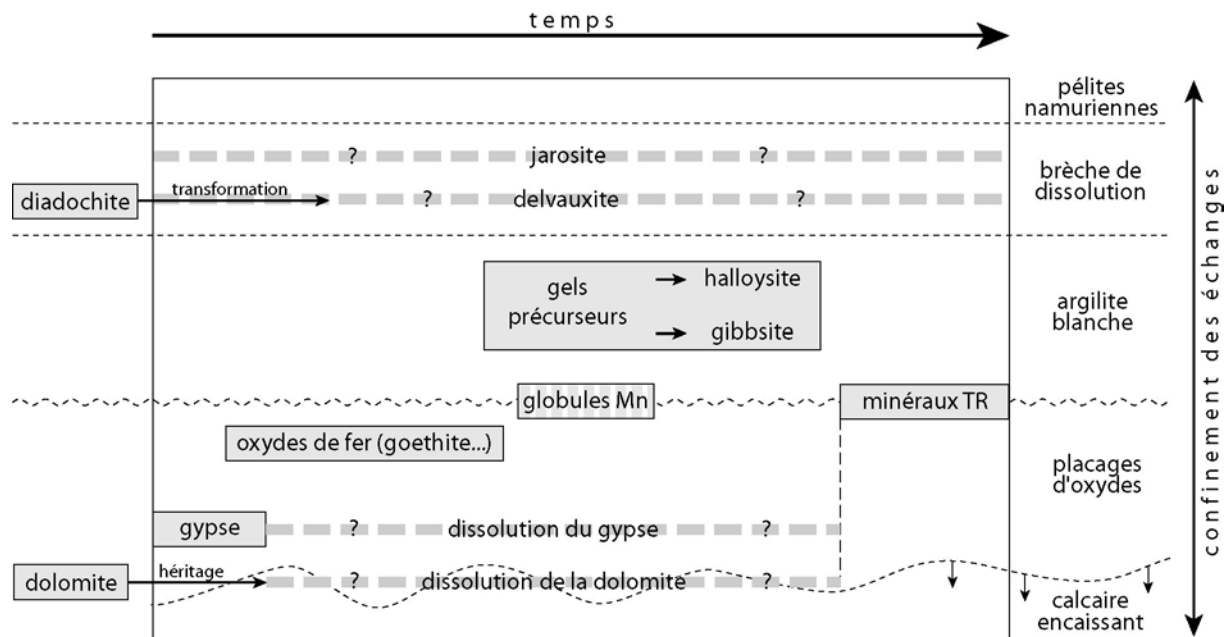 temps
pélites
namuriennes
? jarosite ?
brèche de
dissolution
diadochite
transformation
? delvauxite ?
gels
précurseurs
halloysite
gibbsite
argilite
blanche
globules Mn
minéraux TR
oxydes de fer (goethite...)
placages
d'oxydes
gypse
? dissolution du gypse ?
dolomite
héritage
? dissolution de la dolomite ?
calcaire
encaissant
confinement des échanges